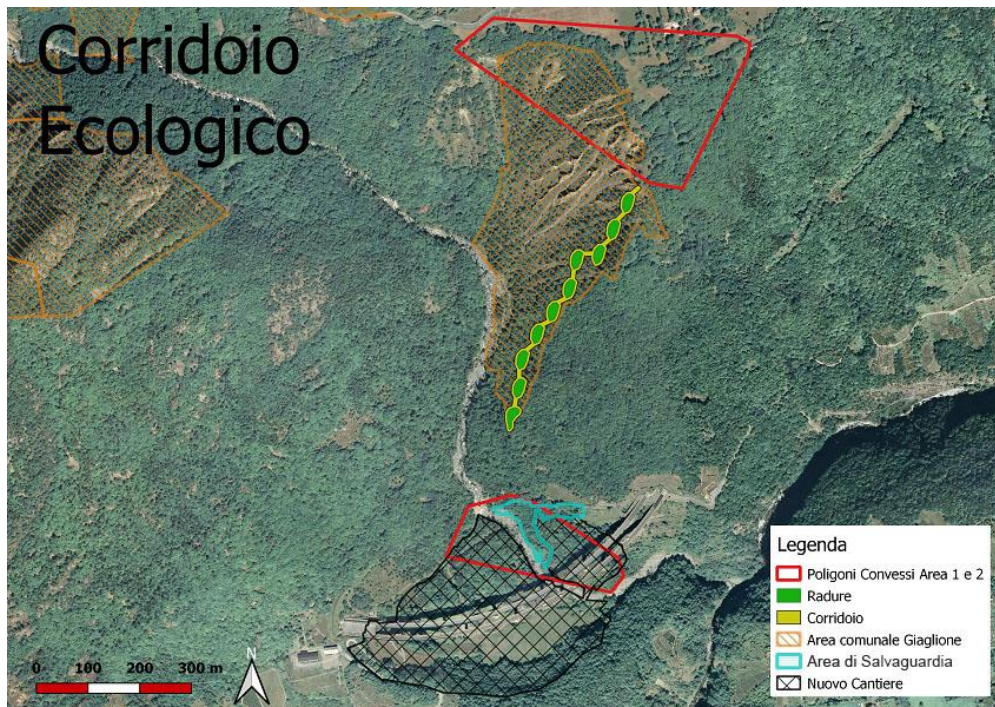 Corridoio
Ecologico
Legenda
Poligoni Convessi Area 1 e 2
Radure
Corridoio
Area comunale Giaglione
Area di Salvaguardia
Nuovo Cantiere
0 100 200 300 m
N